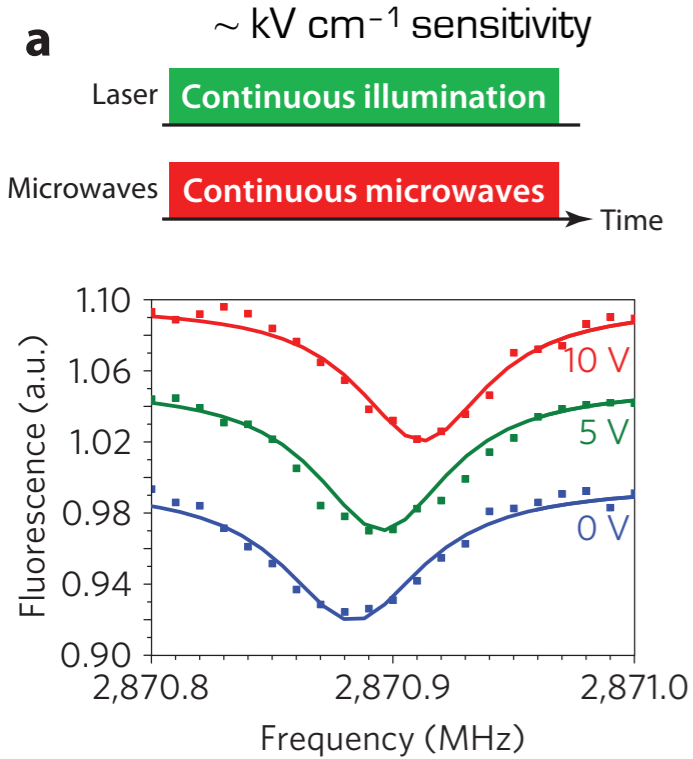 ~ kV cm⁻¹ sensitivity
a
Laser Continuous illumination
Microwaves Continuous microwaves
Time
1.10
10 V
1.06
5 V
1.02
0.98
0 V
0.94
0.90
Fluorescence (a.u.)
2,870.8 2,870.9 2,871.0
Frequency (MHz)